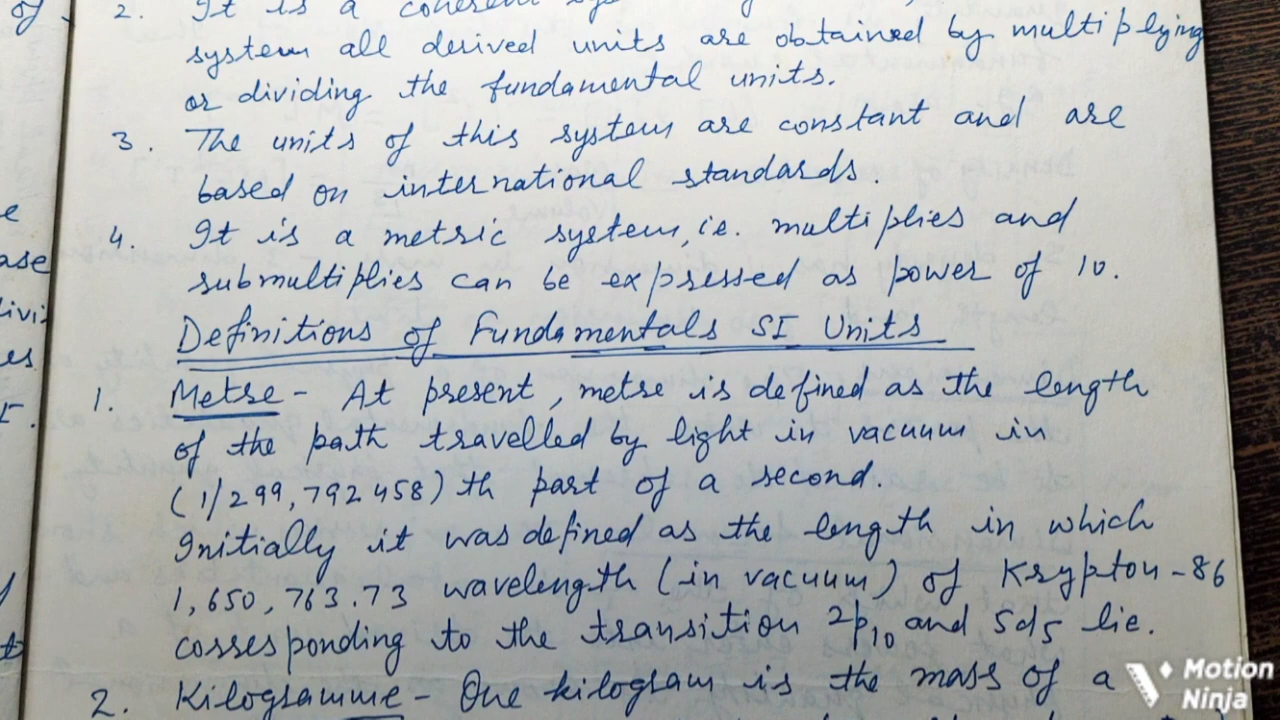 of
2. It is a coherent
system all derived units are obtained by multiplying
or dividing the fundamental units.
3. The units of this system are constant and are
based on international standards.
4. It is a metric system, i.e. multiplies and
submultiplies can be expressed as power of 10.
Definitions of Fundamentals SI Units
1. Metre - At present, metre is defined as the length
of the path travelled by light in vacuum in
(1/299,792458)th part of a second.
Initially it was defined as the length in which
1,650,763.73 wavelength (in vacuum) of Krypton-86
corresponding to the transition 2p10 and 5d5 lie.
2. Kilogramme - One kilogram is the mass of a
Motion
Ninja